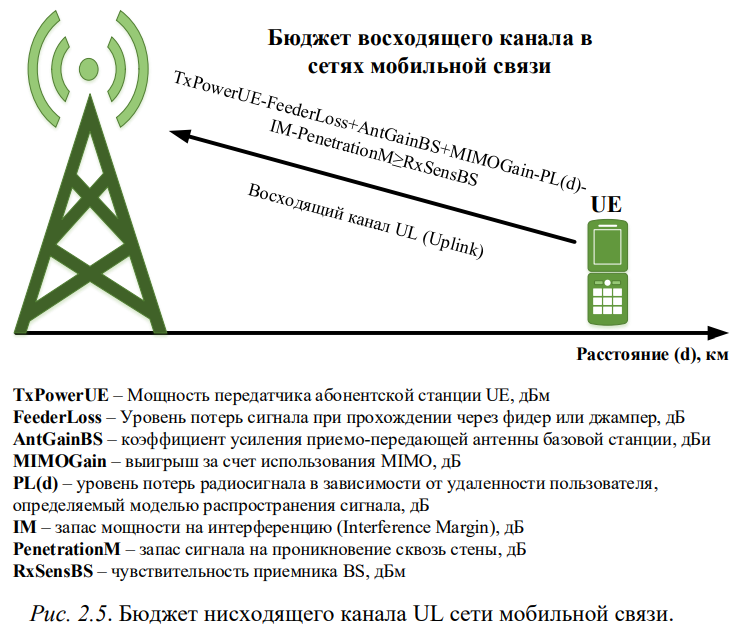 Бюджет восходящего канала в
сетях мобильной связи
TxPowerUE-FeederLoss+AntGainBS+MIMOGain-PL(d)-
IM-PenetrationM≥RxSensBS
Восходящий канал UL (Uplink)
UE
Расстояние (d), км
TxPowerUE – Мощность передатчика абонентской станции UE, дБм
FeederLoss – Уровень потерь сигнала при прохождении через фидер или джампер, дБ
AntGainBS – коэффициент усиления приемо-передающей антенны базовой станции, дБи
MIMOGain – выигрыш за счет использования MIMO, дБ
PL(d) – уровень потерь радиосигнала в зависимости от удаленности пользователя,
определяемый моделью распространения сигнала, дБ
IM – запас мощности на интерференцию (Interference Margin), дБ
PenetrationM – запас сигнала на проникновение сквозь стены, дБ
RxSensBS – чувствительность приемника BS, дБм
Рис. 2.5. Бюджет нисходящего канала UL сети мобильной связи.